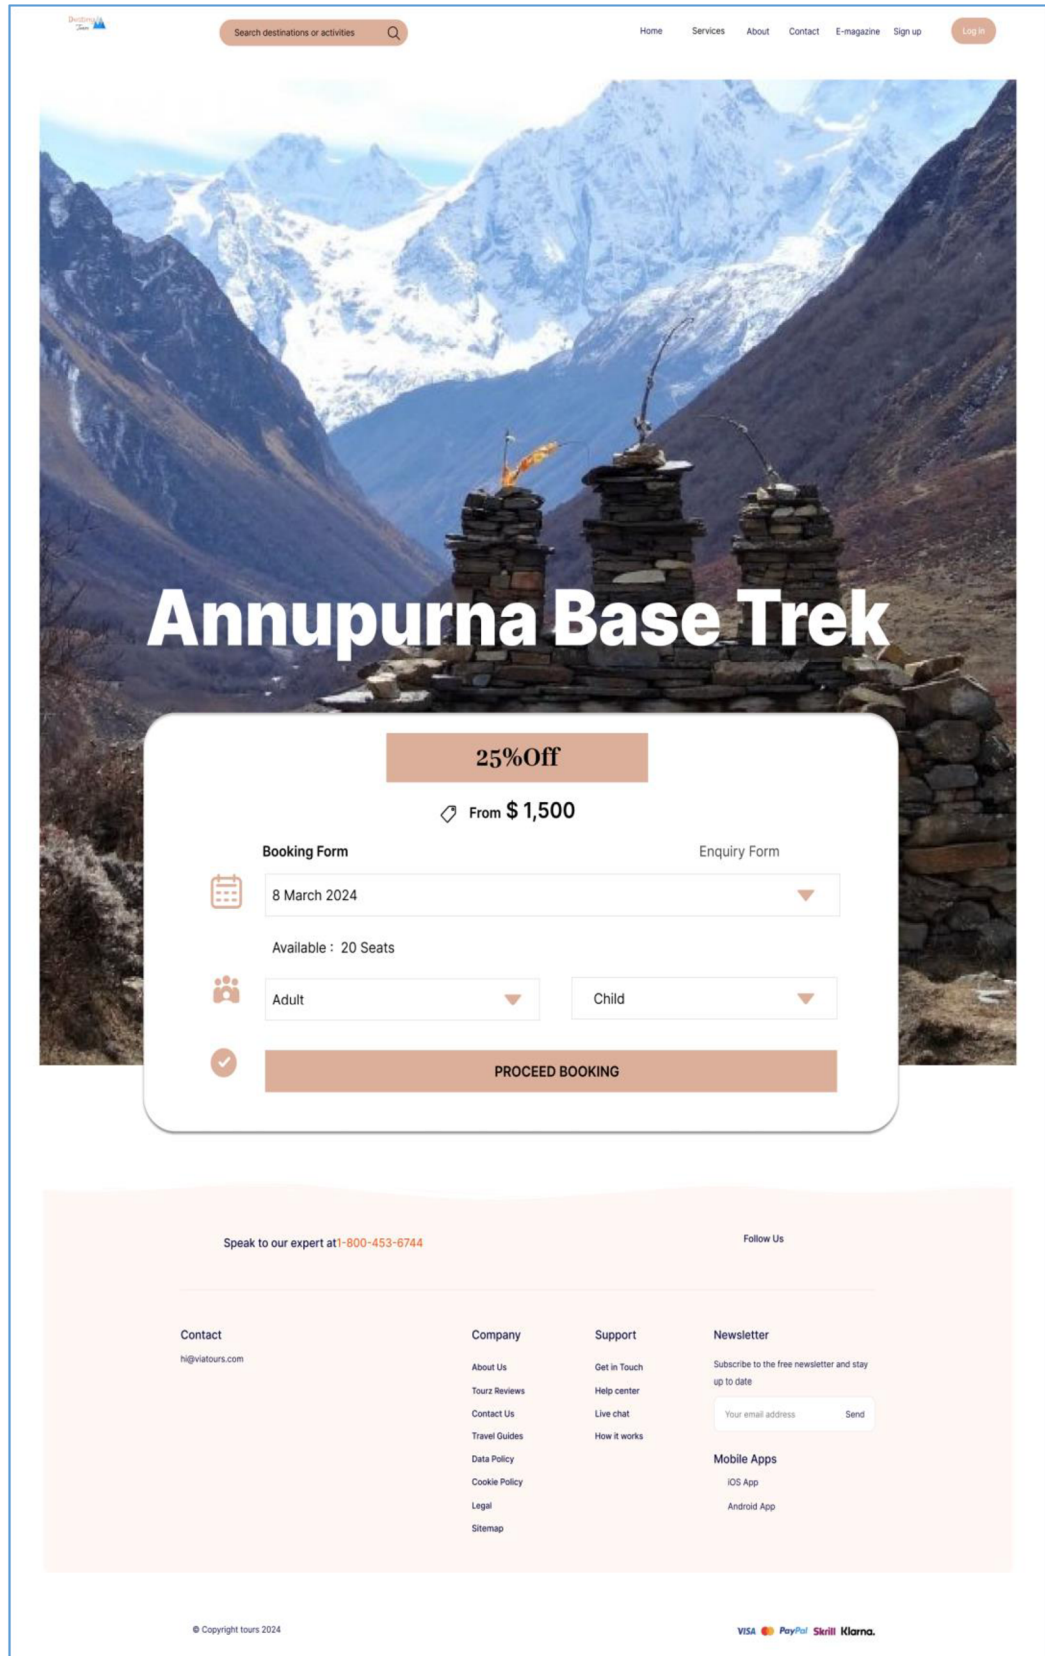 Tours
Search destinations or activities
Home Services About Contact E-magazine Sign up Log in
Annupurna Base Trek
25%Off
From $ 1,500
Booking Form Enquiry Form
8 March 2024
Available : 20 Seats
Adult Child
PROCEED BOOKING
Speak to our expert at1-800-453-6744
Follow Us
Contact
hi@viatours.com
Company
About Us
Tourz Reviews
Contact Us
Travel Guides
Data Policy
Cookie Policy
Legal
Sitemap
Support
Get in Touch
Help center
Live chat
How it works
Newsletter
Subscribe to the free newsletter and stay
up to date
Your email address Send
Mobile Apps
iOS App
Android App
© Copyright tours 2024
VISA PayPal Skrill Klarna.